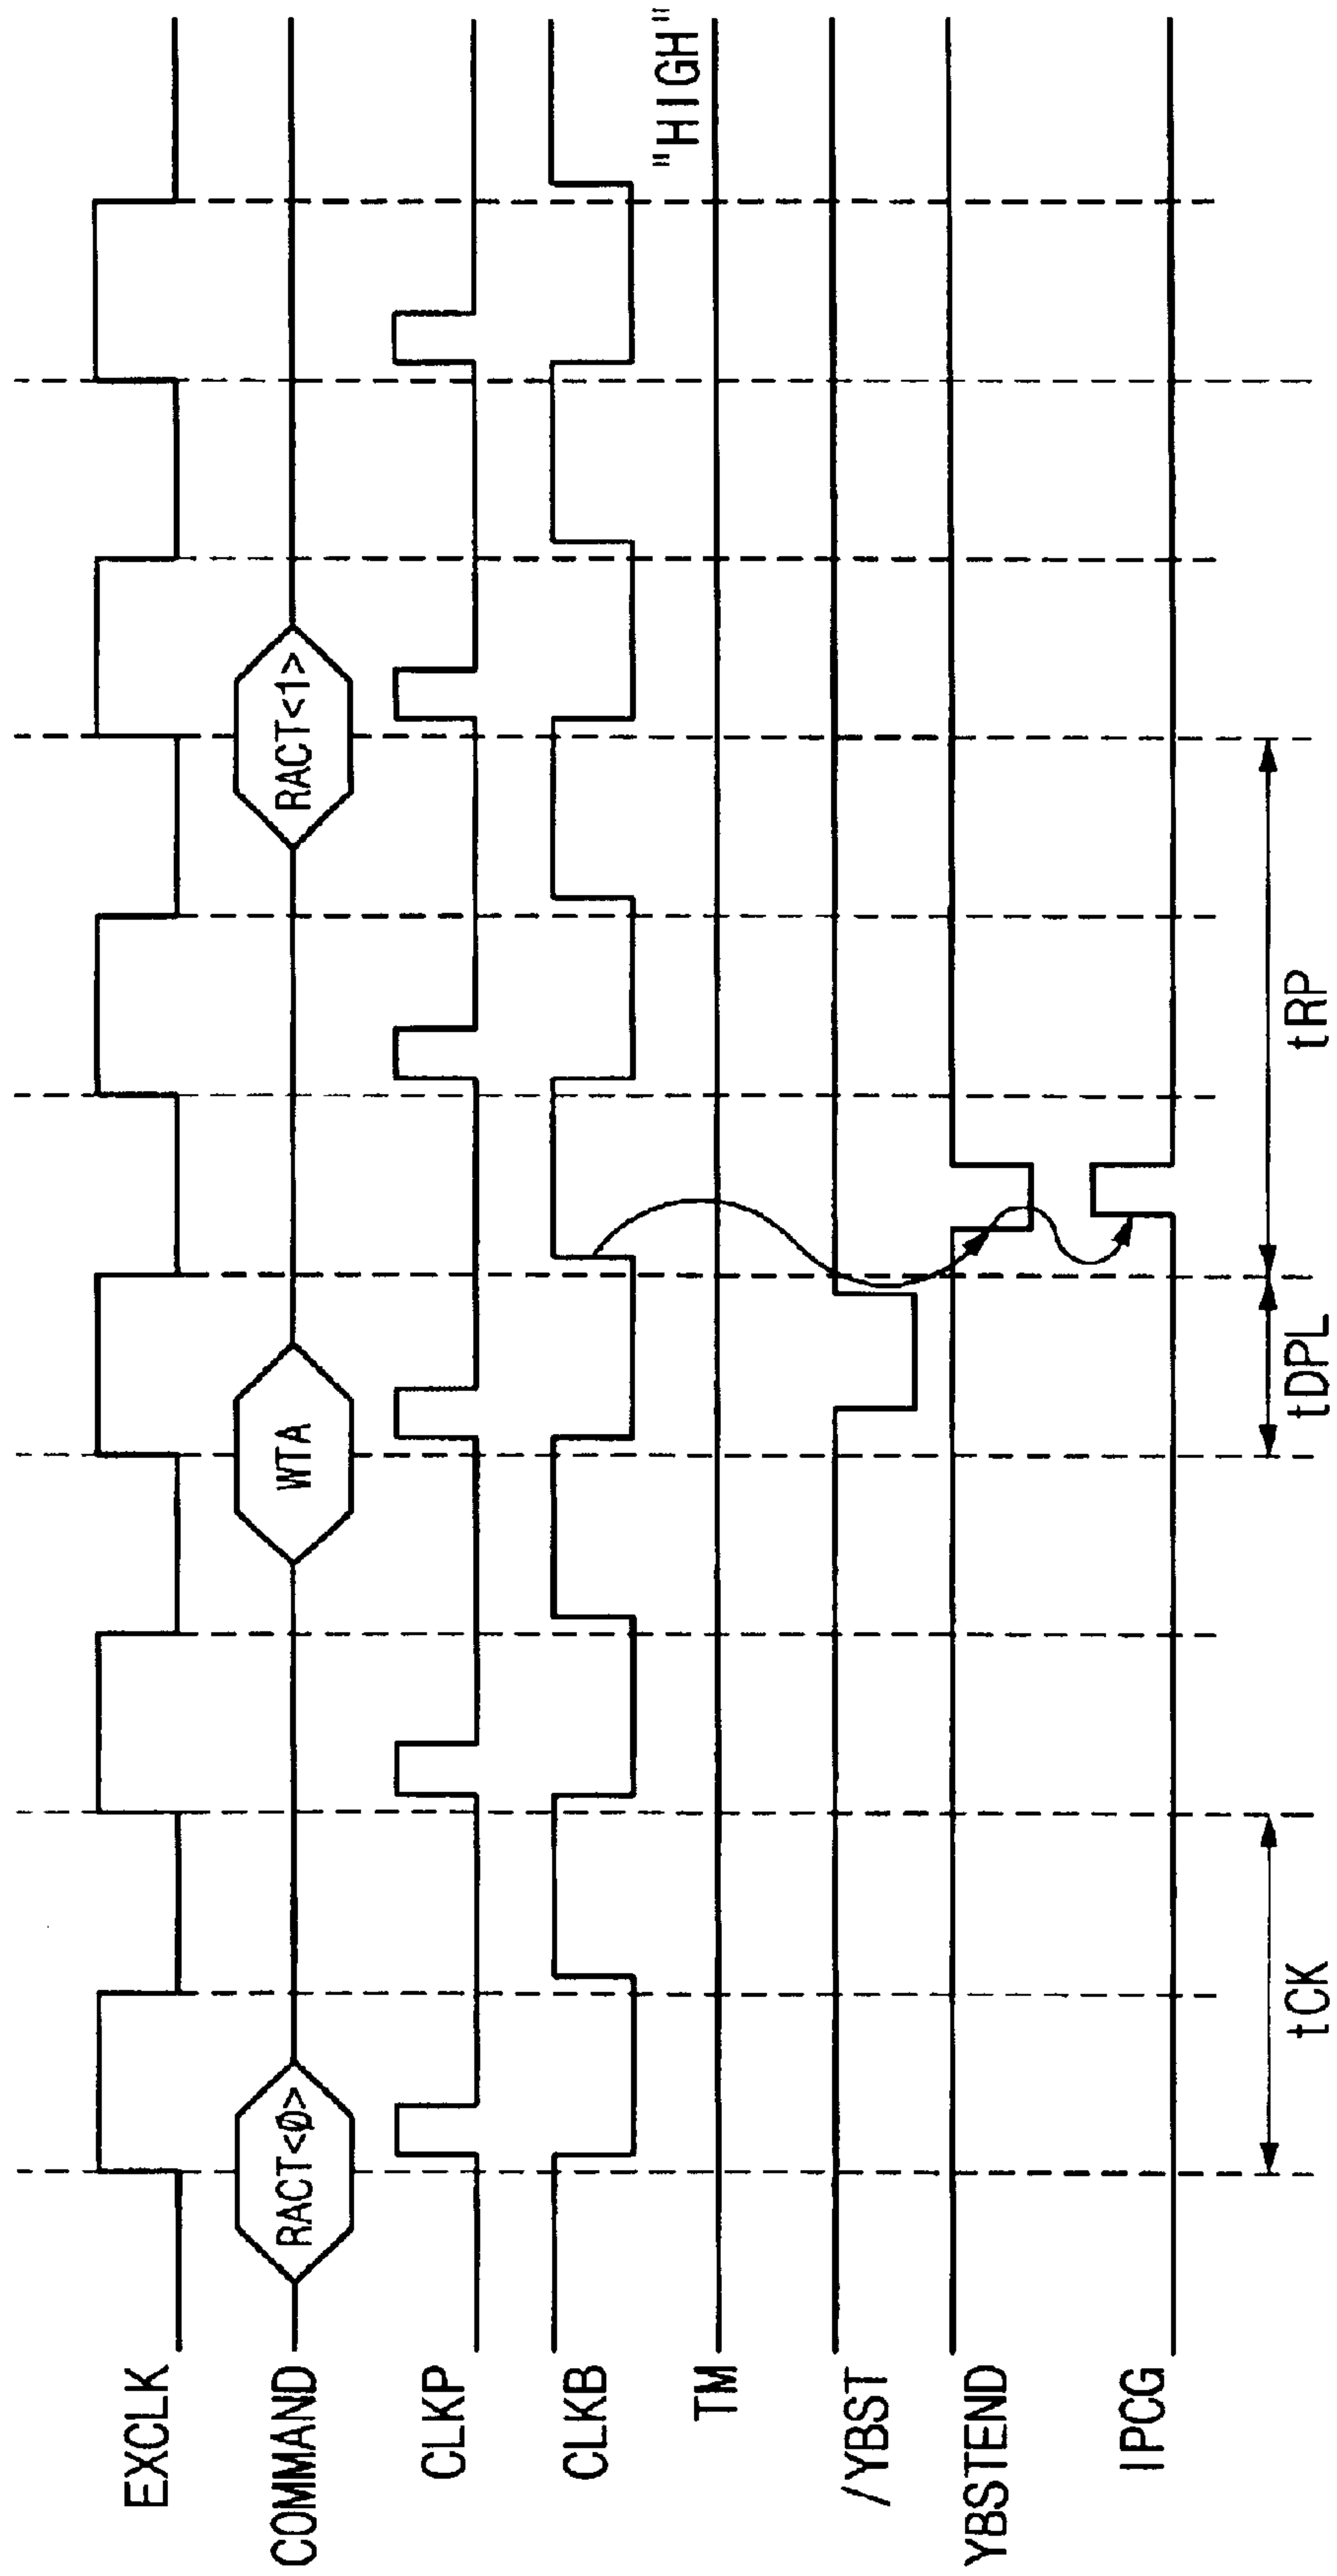 EXCLK
COMMAND
RACT<0>
WTA
RACT<1>
CLKP
CLKB
TM
"HIGH"
/YBST
YBSTEND
IPCG
tCK
tDPL
tRP